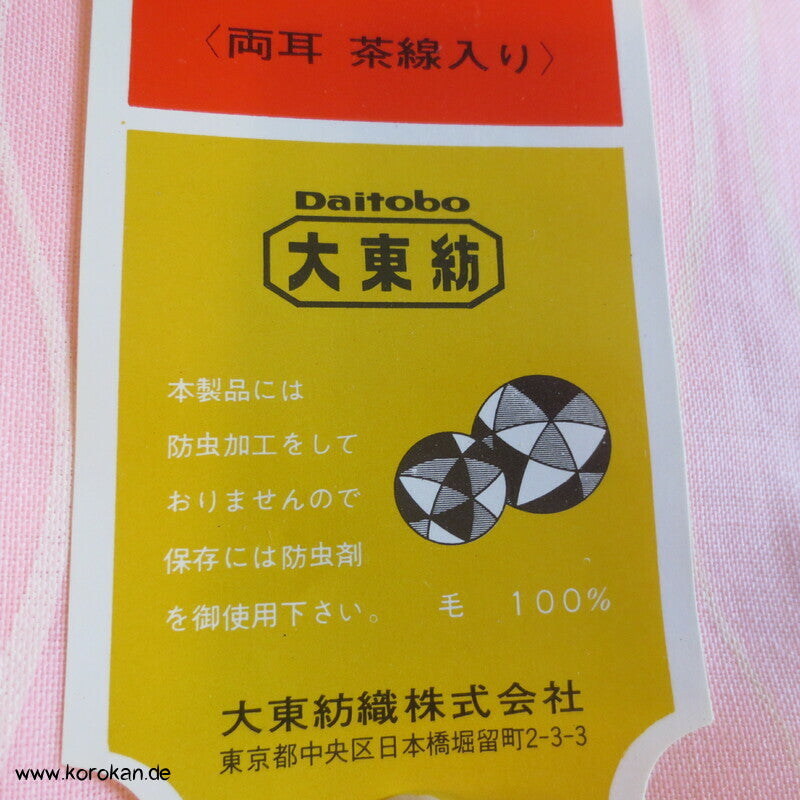 〈両耳 茶線入り〉
Daitobo
大東紡
本製品には
防虫加工をして
おりませんので
保存には防虫剤
を御使用下さい。
毛 100%
大東紡織株式会社
東京都中央区日本橋堀留町2-3-3
www.korokan.de